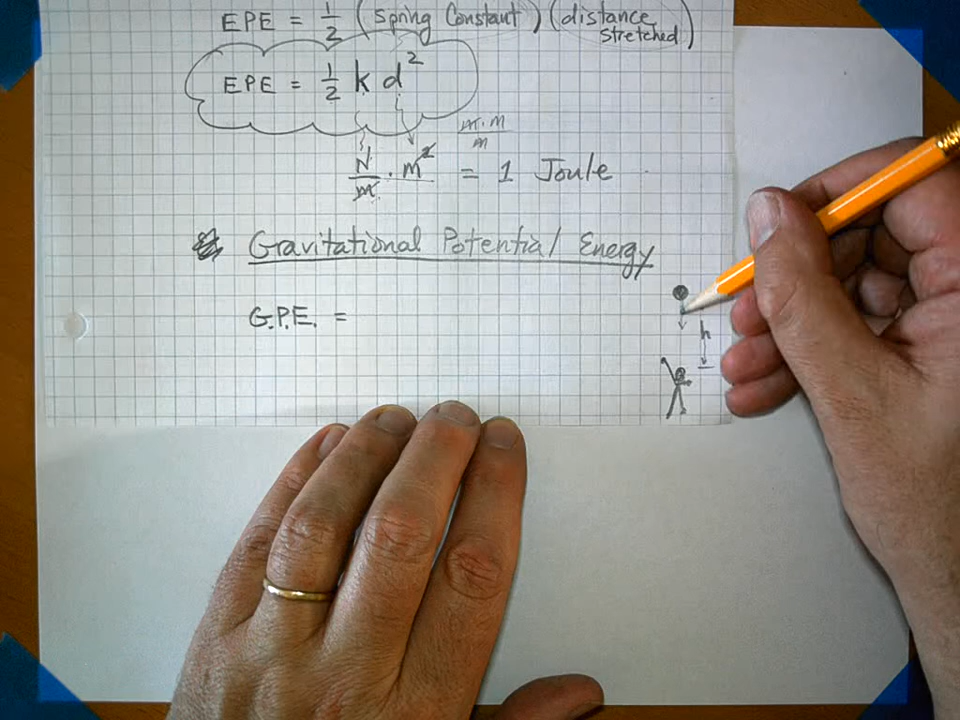 EPE = 1/2 (Spring Constant) (distance stretched)
EPE = 1/2 k d²
m·m/m
N/m · m² = 1 Joule
Gravitational Potential Energy
G.P.E. =
h